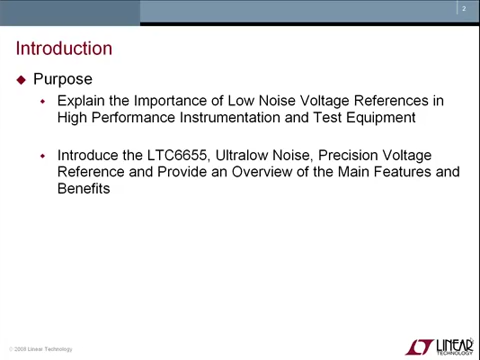 2
Introduction
Purpose
Explain the Importance of Low Noise Voltage References in
High Performance Instrumentation and Test Equipment
Introduce the LTC6655, Ultralow Noise, Precision Voltage
Reference and Provide an Overview of the Main Features and
Benefits
© 2009 Linear Technology
LINEAR
TECHNOLOGY